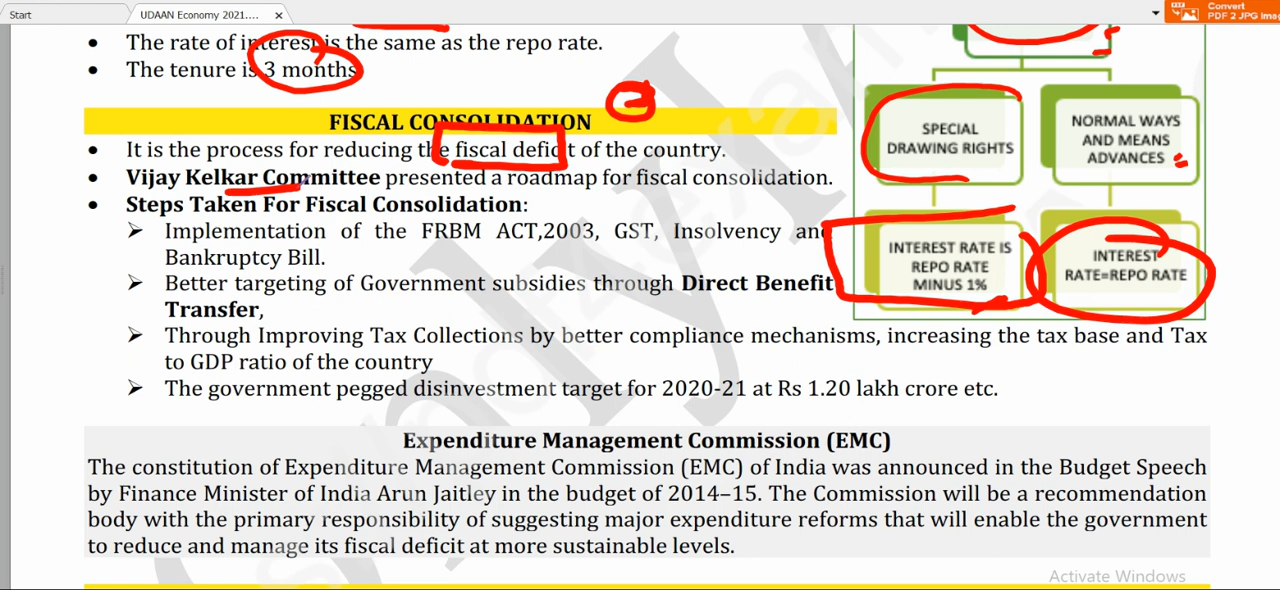 Start
UDAAN Economy 2021....
Convert
PDF 2 JPG Imag
• The rate of interest is the same as the repo rate.
• The tenure is 3 months
FISCAL CONSOLIDATION
• It is the process for reducing the fiscal deficit of the country.
• Vijay Kelkar Committee presented a roadmap for fiscal consolidation.
• Steps Taken For Fiscal Consolidation:
➢ Implementation of the FRBM ACT,2003, GST, Insolvency and
Bankruptcy Bill.
➢ Better targeting of Government subsidies through Direct Benefit
Transfer,
➢ Through Improving Tax Collections by better compliance mechanisms, increasing the tax base and Tax
to GDP ratio of the country
➢ The government pegged disinvestment target for 2020-21 at Rs 1.20 lakh crore etc.
SPECIAL
DRAWING RIGHTS
NORMAL WAYS
AND MEANS
ADVANCES
INTEREST RATE IS
REPO RATE
MINUS 1%
INTEREST
RATE=REPO RATE
Expenditure Management Commission (EMC)
The constitution of Expenditure Management Commission (EMC) of India was announced in the Budget Speech
by Finance Minister of India Arun Jaitley in the budget of 2014–15. The Commission will be a recommendation
body with the primary responsibility of suggesting major expenditure reforms that will enable the government
to reduce and manage its fiscal deficit at more sustainable levels.
Activate Windows